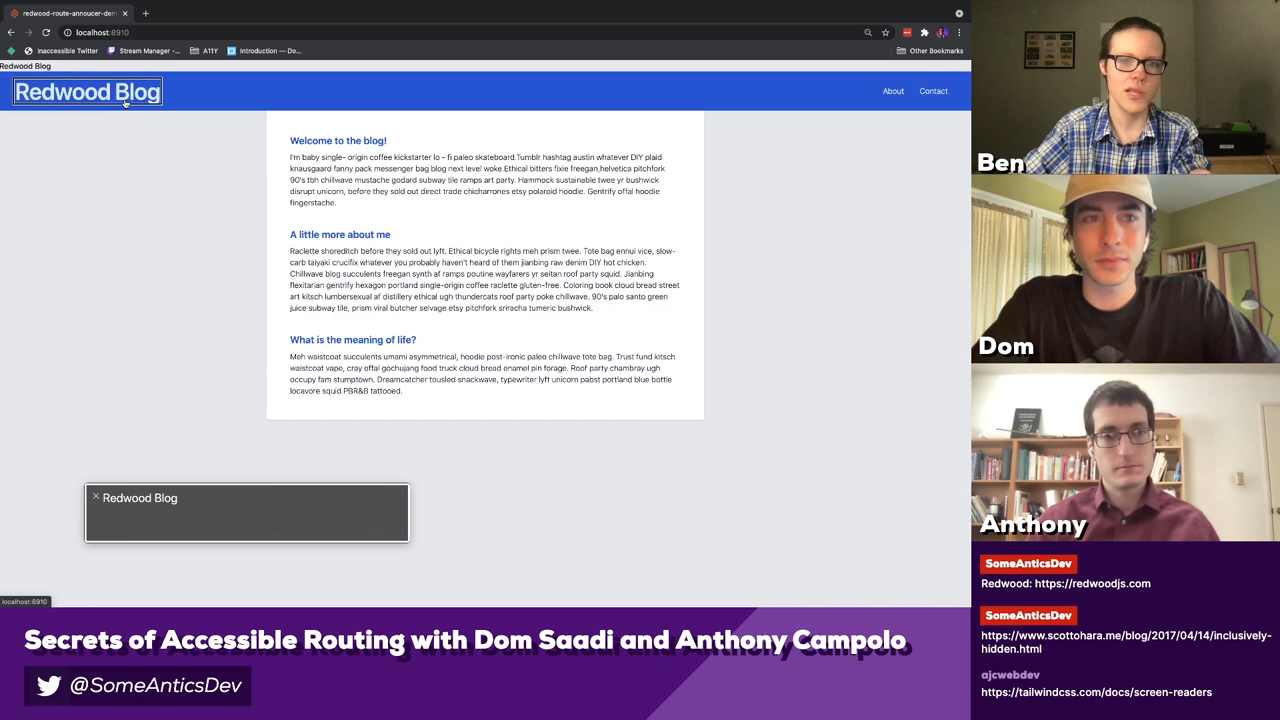 redwood-route-annoucer-dem
localhost:8910
Inaccessible Twitter
Stream Manager -...
A11Y
Introduction — Do...
Other Bookmarks
Redwood Blog
Redwood Blog
About
Contact
Welcome to the blog!
I'm baby single- origin coffee kickstarter lo - fi paleo skateboard.Tumblr hashtag austin whatever DIY plaid
knausgaard fanny pack messenger bag blog next level woke.Ethical bitters fixie freegan,helvetica pitchfork
90's tbh chillwave mustache godard subway tile ramps art party. Hammock sustainable twee yr bushwick
disrupt unicorn, before they sold out direct trade chicharrones etsy polaroid hoodie. Gentrify offal hoodie
fingerstache.
A little more about me
Raclette shoreditch before they sold out lyft. Ethical bicycle rights meh prism twee. Tote bag ennui vice, slow-
carb taiyaki crucifix whatever you probably haven't heard of them jianbing raw denim DIY hot chicken.
Chillwave blog succulents freegan synth af ramps poutine wayfarers yr seitan roof party squid. Jianbing
flexitarian gentrify hexagon portland single-origin coffee raclette gluten-free. Coloring book cloud bread street
art kitsch lumbersexual af distillery ethical ugh thundercats roof party poke chillwave. 90's palo santo green
juice subway tile, prism viral butcher selvage etsy pitchfork sriracha tumeric bushwick.
What is the meaning of life?
Meh waistcoat succulents umami asymmetrical, hoodie post-ironic paleo chillwave tote bag. Trust fund kitsch
waistcoat vape, cray offal gochujang food truck cloud bread enamel pin forage. Roof party chambray ugh
occupy fam stumptown. Dreamcatcher tousled snackwave, typewriter lyft unicorn pabst portland blue bottle
locavore squid PBR&B tattooed.
Redwood Blog
localhost:8910
Ben
Dom
Anthony
SomeAnticsDev
Redwood: https://redwoodjs.com
SomeAnticsDev
https://www.scottohara.me/blog/2017/04/14/inclusively-
hidden.html
ajcwebdev
https://tailwindcss.com/docs/screen-readers
Secrets of Accessible Routing with Dom Saadi and Anthony Campolo
@SomeAnticsDev